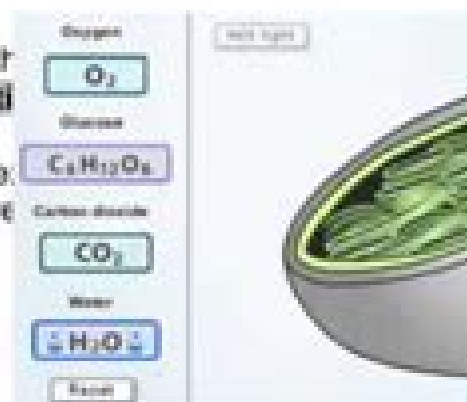 Oxygen
O₂
Glucose
C₆H₁₂O₆
Carbon dioxide
CO₂
Water
H₂O
Reset